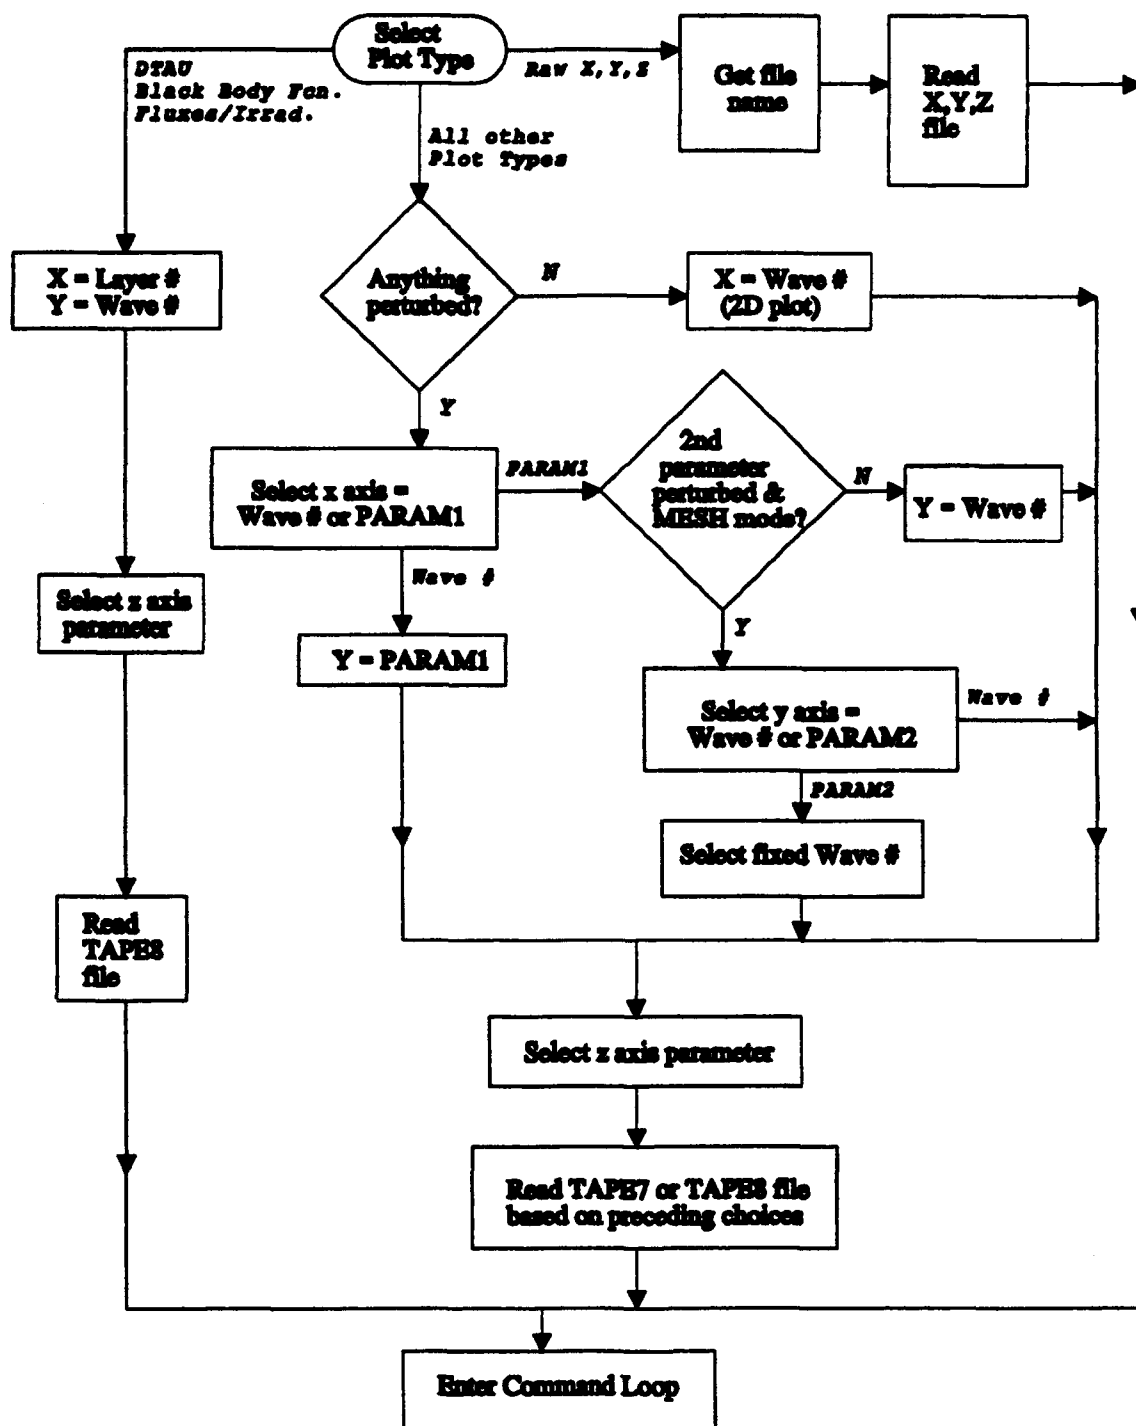 Select
Plot Type
DTAU
Black Body Fcn.
Fluxes/Irrad.
Raw X,Y,Z
Get file
name
Read
X,Y,Z
file
All other
Plot Types
X = Layer #
Y = Wave #
Anything
perturbed?
N
X = Wave #
(2D plot)
Y
Select x axis =
Wave # or PARAM1
PARAM1
2nd
parameter
perturbed &
MESH mode?
N
Y = Wave #
Wave #
Select z axis
parameter
Y = PARAM1
Y
Select y axis =
Wave # or PARAM2
Wave #
PARAM2
Select fixed Wave #
Read
TAPE8
file
Select z axis parameter
Read TAPE7 or TAPE8 file
based on preceding choices
Enter Command Loop